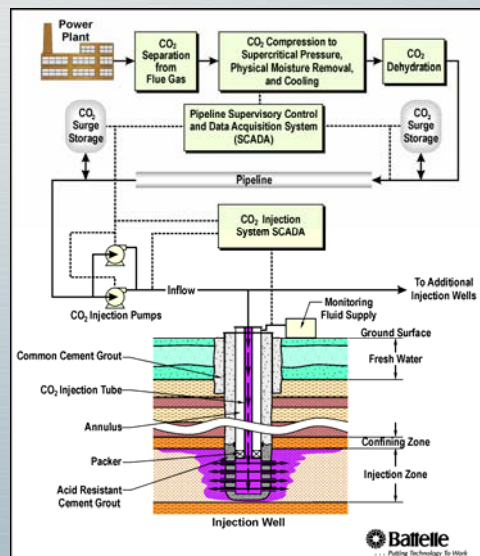 Power
Plant
CO2
Separation
from
Flue Gas
CO2 Compression to
Supercritical Pressure,
Physical Moisture Removal,
and Cooling
CO2
Dehydration
CO2
Surge
Storage
Pipeline Supervisory Control
and Data Acquisition System
(SCADA)
CO2
Surge
Storage
Pipeline
CO2 Injection
System SCADA
Inflow
To Additional
Injection Wells
CO2 Injection Pumps
Monitoring
Fluid Supply
Ground Surface
Common Cement Grout
Fresh Water
CO2 Injection Tube
Annulus
Confining Zone
Packer
Injection Zone
Acid Resistant
Cement Grout
Injection Well
Battelle
... Putting Technology To Work